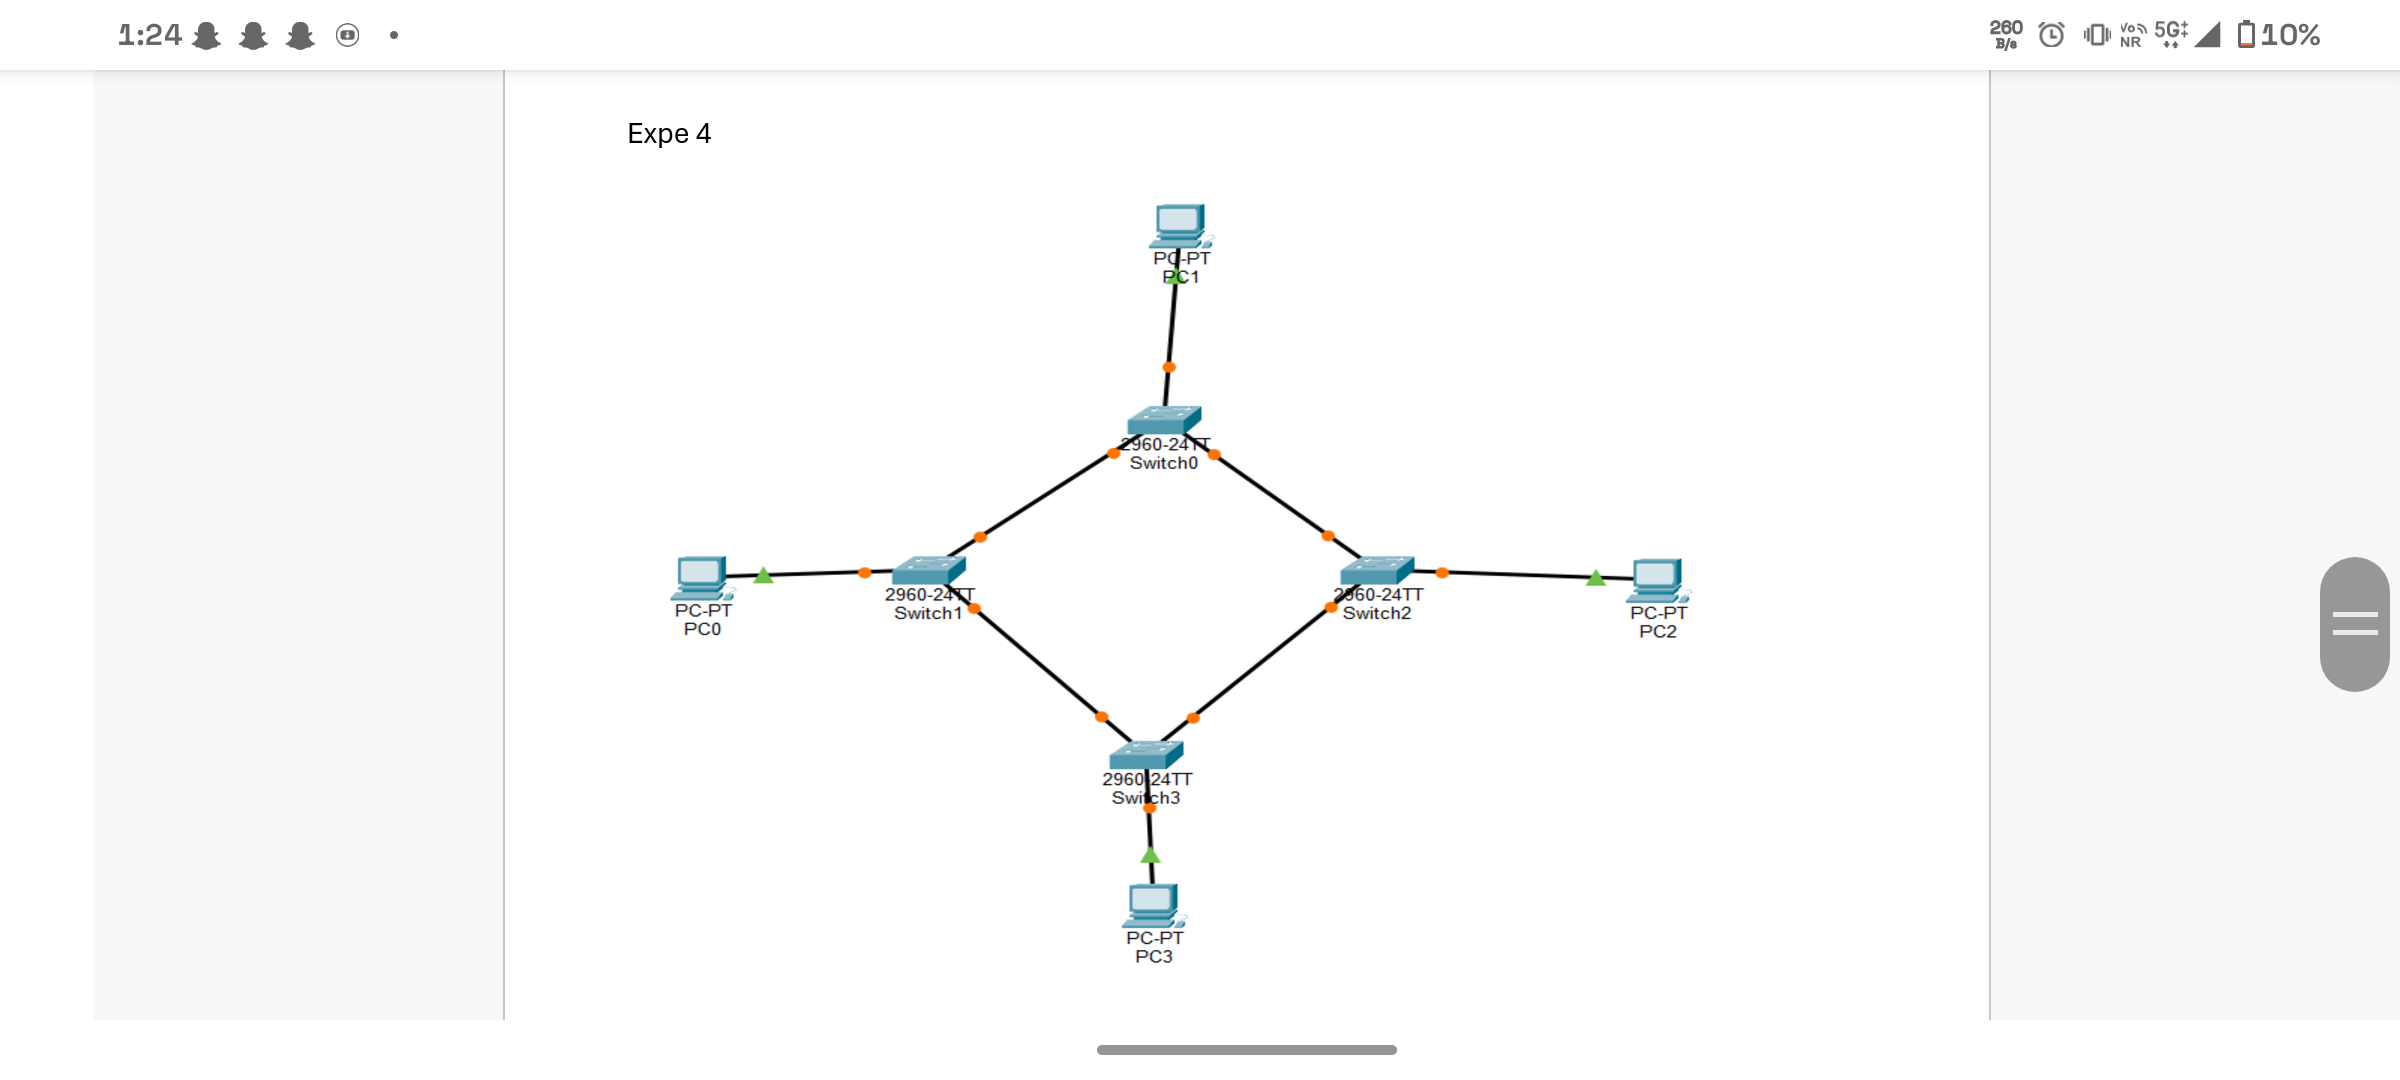 1:24
260 B/s Vo NR 5G 10%
Expe 4
PC-PT
PC1
2960-24TT
Switch0
PC-PT
PC0
2960-24TT
Switch1
2960-24TT
Switch2
PC-PT
PC2
2960-24TT
Switch3
PC-PT
PC3